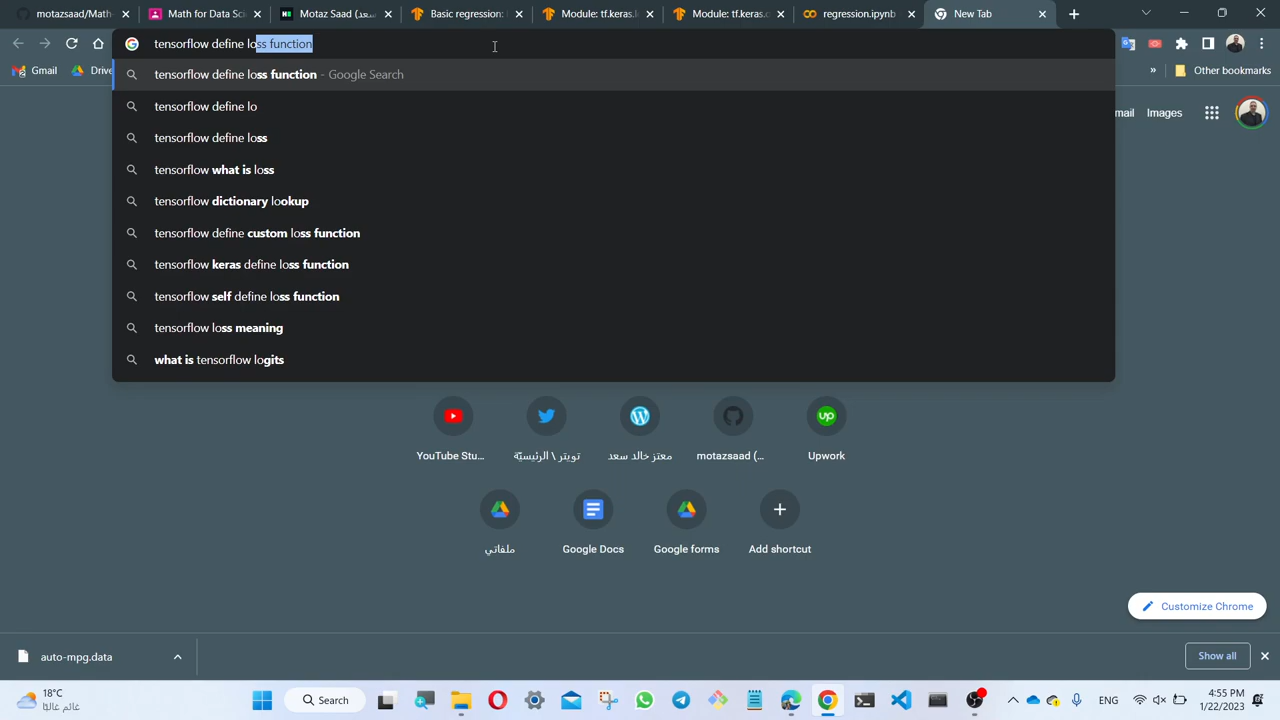 motazsaad/Math-
Math for Data Sci
Motaz Saad (معتز سعد)
Basic regression:
Module: tf.keras.l
Module: tf.keras.c
regression.ipynb
New Tab
tensorflow define loss function
Gmail
Drive
»
Other bookmarks
tensorflow define loss function - Google Search
tensorflow define lo
tensorflow define loss
tensorflow what is loss
tensorflow dictionary lookup
tensorflow define custom loss function
tensorflow keras define loss function
tensorflow self define loss function
tensorflow loss meaning
what is tensorflow logits
mail Images
YouTube Stu...
تويتر \ الرئيسيّة
معتز خالد سعد
motazsaad (...
Upwork
ملفاتي
Google Docs
Google forms
Add shortcut
Customize Chrome
auto-mpg.data
Show all
18°C
غائم غالبًا
Search
ENG
4:55 PM
1/22/2023